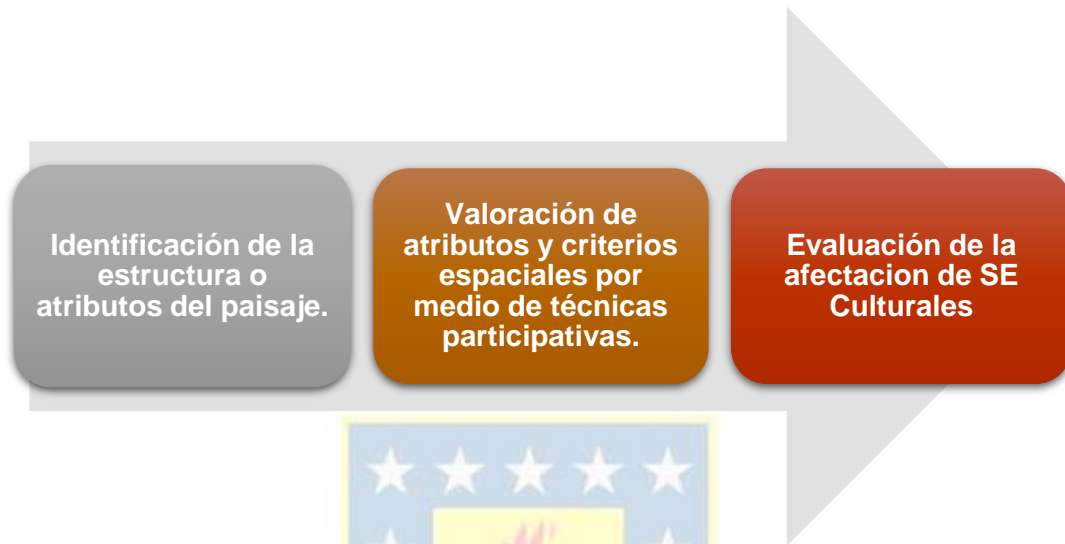 Identificación de la
estructura o
atributos del paisaje.
Valoración de
atributos y criterios
espaciales por
medio de técnicas
participativas.
Evaluación de la
afectacion de SE
Culturales